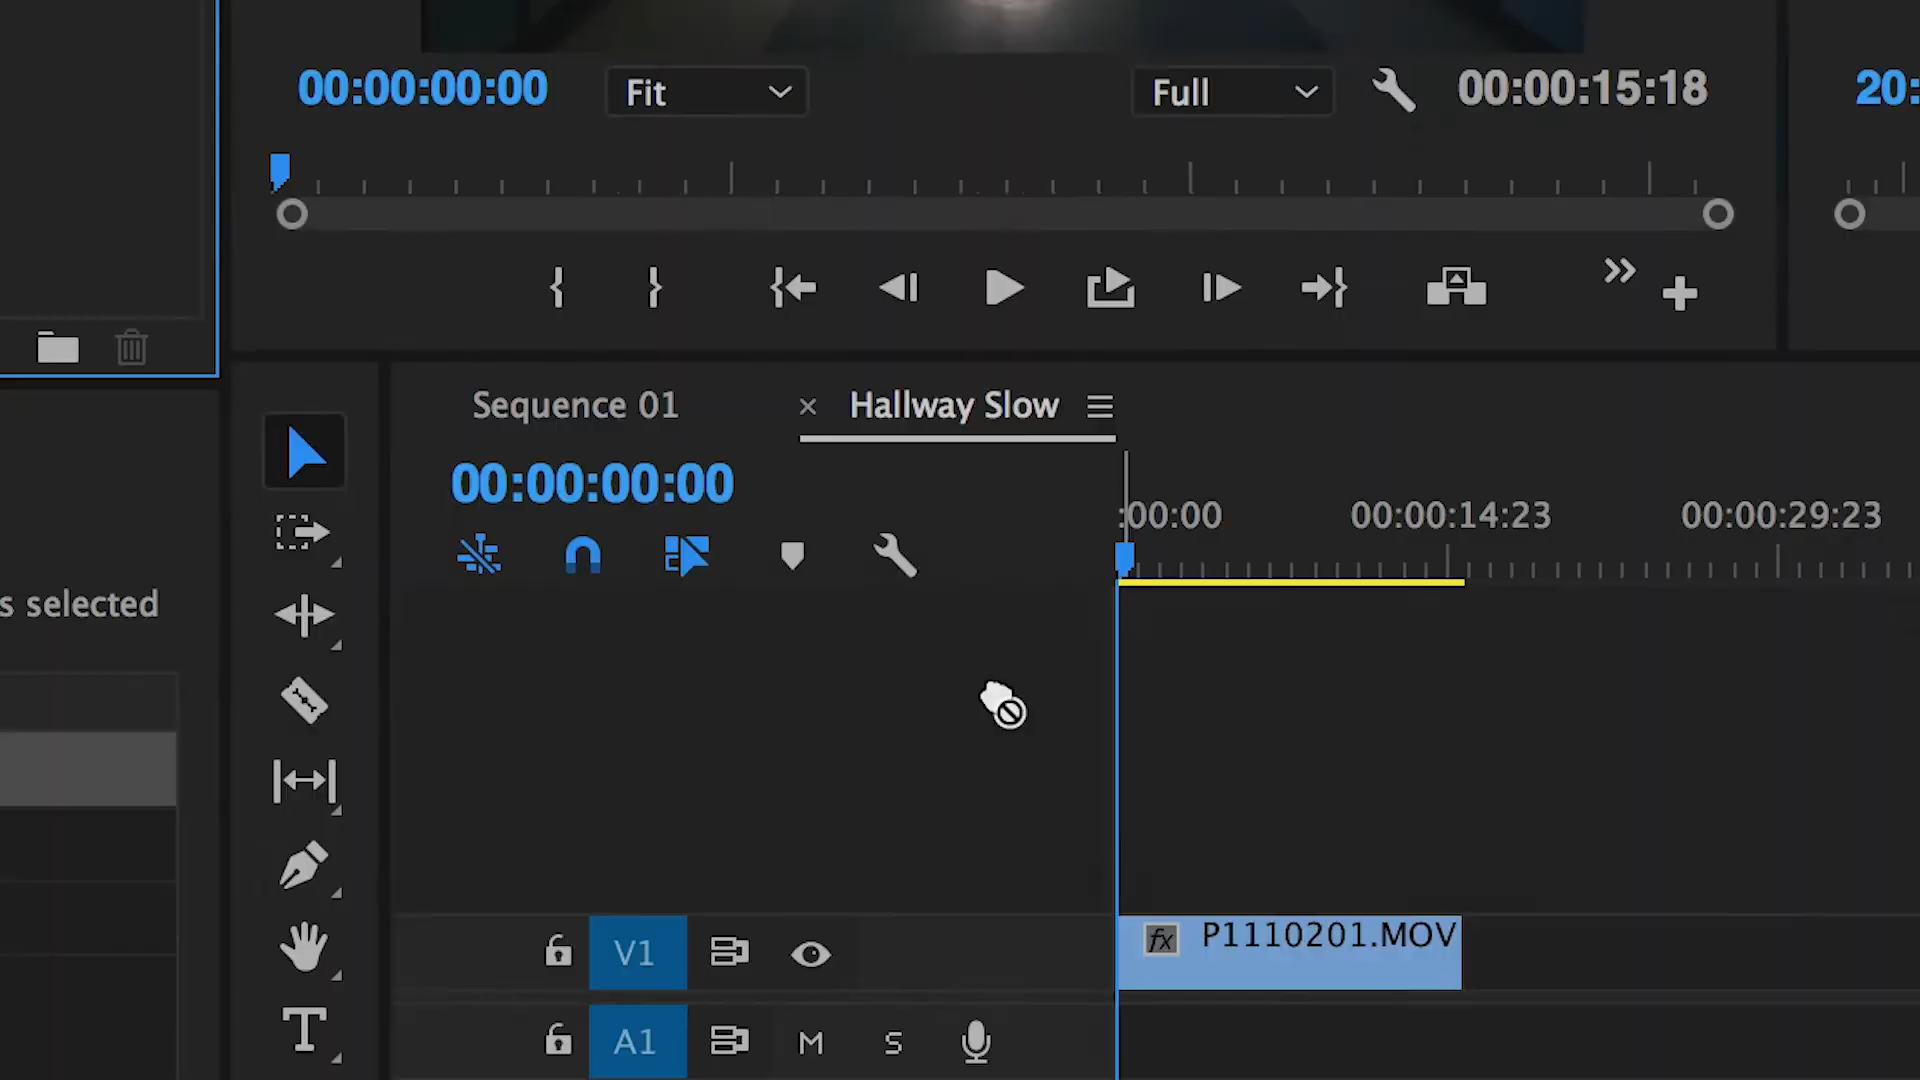 00:00:00:00 Fit Full 00:00:15:18 20:
Sequence 01 × Hallway Slow
00:00:00:00
:00:00 00:00:14:23 00:00:29:23
s selected
fx P1110201.MOV
V1
A1 M S
T